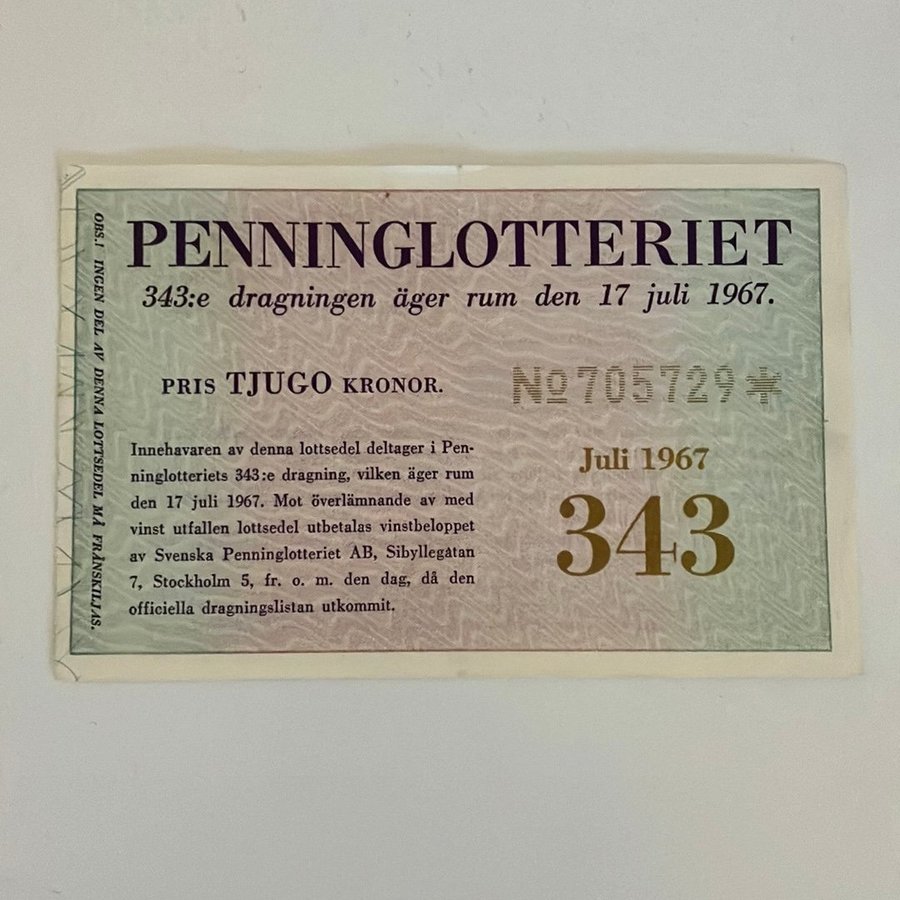 PENNINGLOTTERIET
343:e dragningen äger rum den 17 juli 1967.
PRIS TJUGO KRONOR.
No 705729*
Innehavaren av denna lottsedel deltager i Pen-
ninglotteriets 343:e dragning, vilken äger rum
den 17 juli 1967. Mot överlämnande av med
vinst utfallen lottsedel utbetalas vinstbeloppet
av Svenska Penninglotteriet AB, Sibyllegatan
7, Stockholm 5, fr. o. m. den dag, då den
officiella dragningslistan utkommit.
Juli 1967
343
OBS.! INGEN DEL AV DENNA LOTTSEDEL MÅ FRÅNSKILJAS.